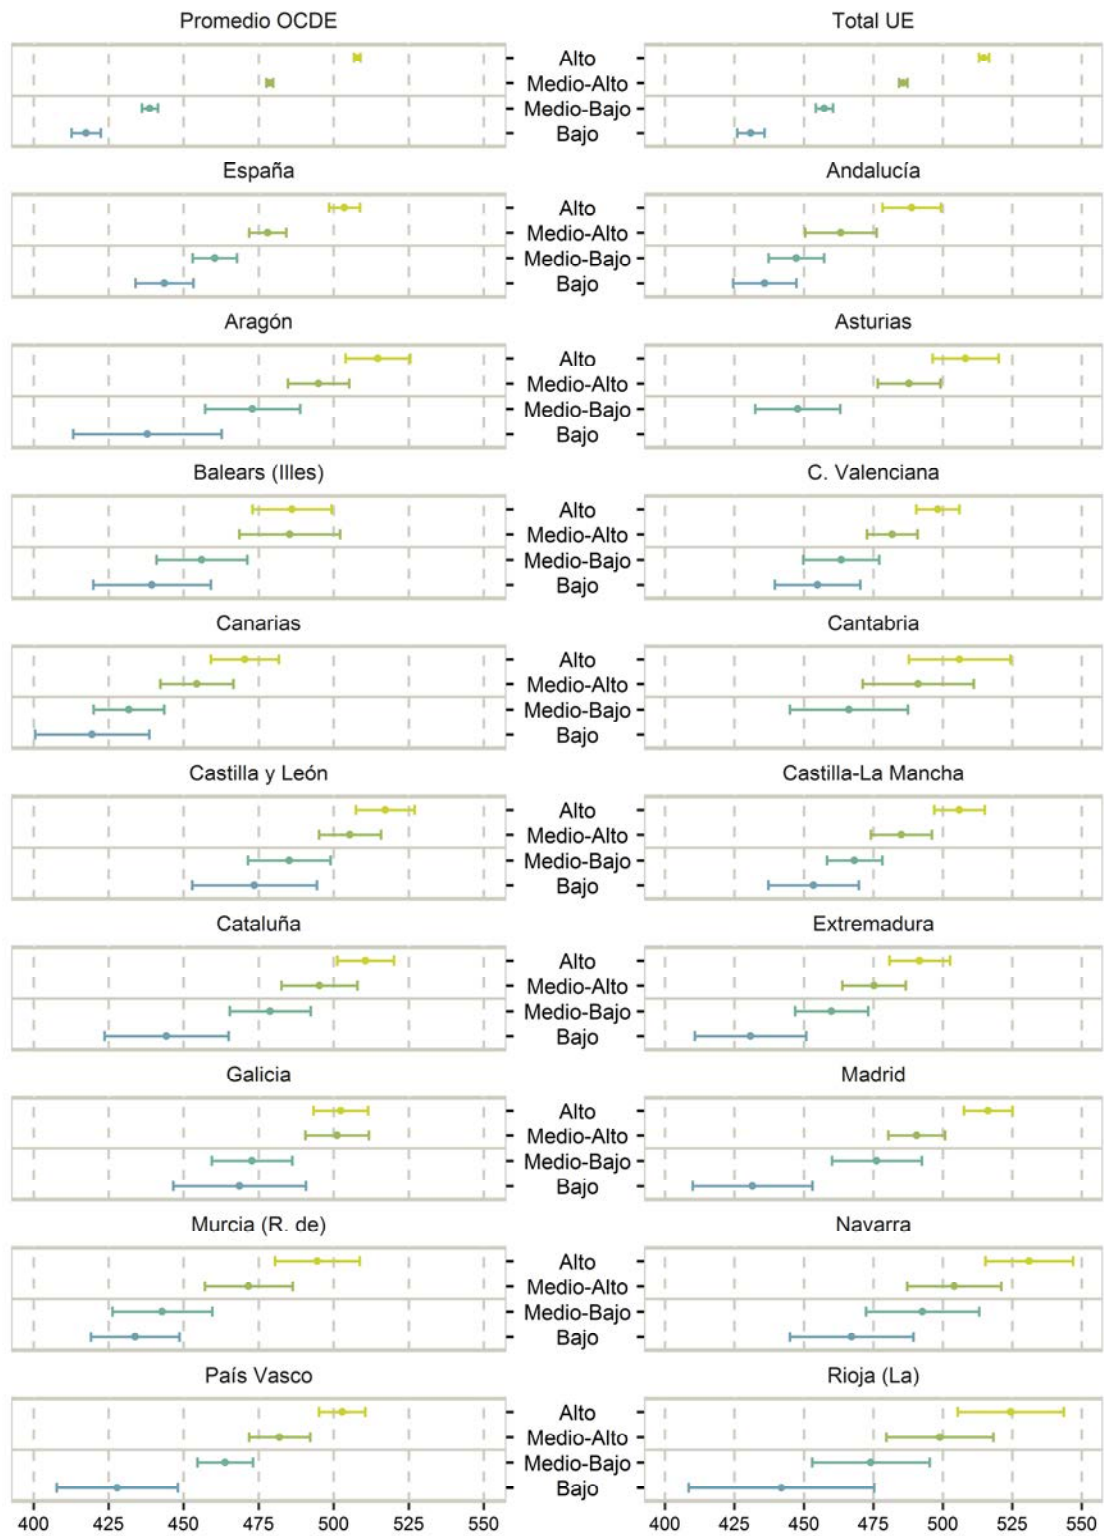 Promedio OCDE Total UE
Alto
Medio-Alto
Medio-Bajo
Bajo
España Andalucía
Alto
Medio-Alto
Medio-Bajo
Bajo
Aragón Asturias
Alto
Medio-Alto
Medio-Bajo
Bajo
Balears (Illes) C. Valenciana
Alto
Medio-Alto
Medio-Bajo
Bajo
Canarias Cantabria
Alto
Medio-Alto
Medio-Bajo
Bajo
Castilla y León Castilla-La Mancha
Alto
Medio-Alto
Medio-Bajo
Bajo
Cataluña Extremadura
Alto
Medio-Alto
Medio-Bajo
Bajo
Galicia Madrid
Alto
Medio-Alto
Medio-Bajo
Bajo
Murcia (R. de) Navarra
Alto
Medio-Alto
Medio-Bajo
Bajo
País Vasco Rioja (La)
Alto
Medio-Alto
Medio-Bajo
Bajo
400 425 450 475 500 525 550 400 425 450 475 500 525 550